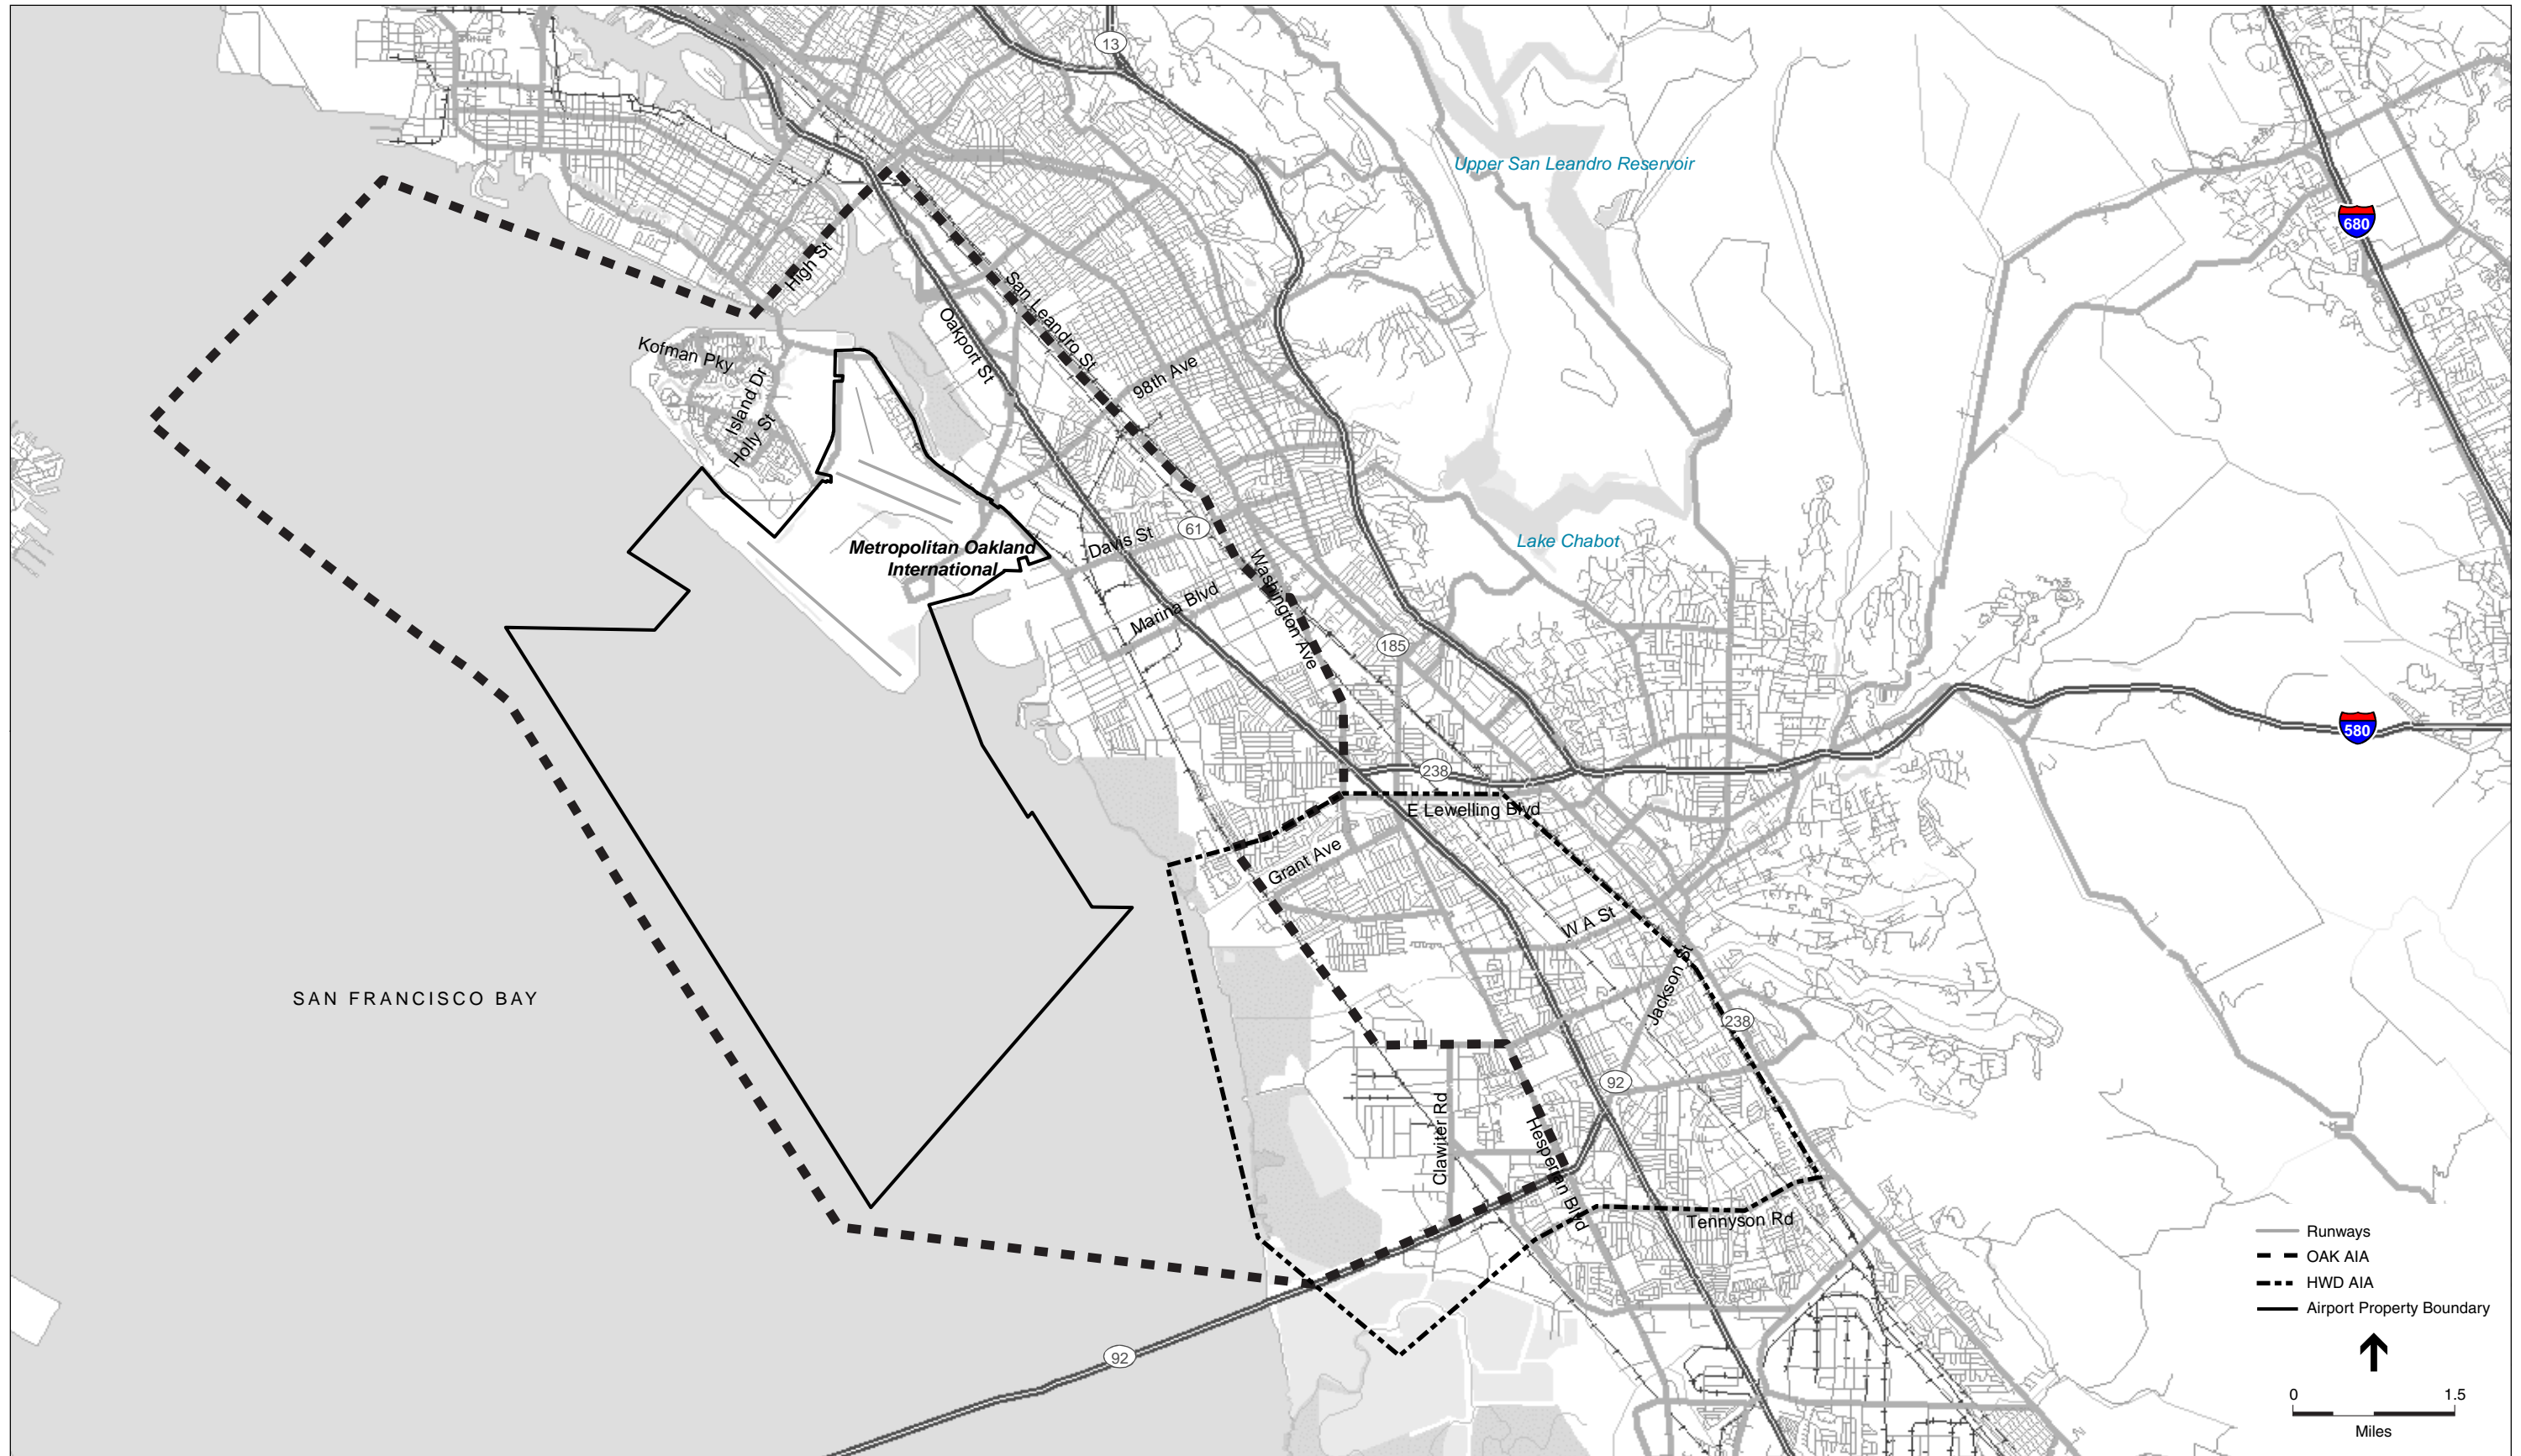 13
Upper San Leandro Reservoir
680
High St
San Leandro St
Oakport St
Kofman Pky
Island Dr
Holly St
98th Ave
61
Davis St
Metropolitan Oakland
International
Lake Chabot
Washington Ave
Marina Blvd
185
580
238
E Lewelling Blvd
Grant Ave
W A St
Jackson St
SAN FRANCISCO BAY
238
92
Clawiter Rd
Hesperian Blvd
Tennyson Rd
92
Runways
OAK AIA
HWD AIA
Airport Property Boundary
0 1.5
Miles